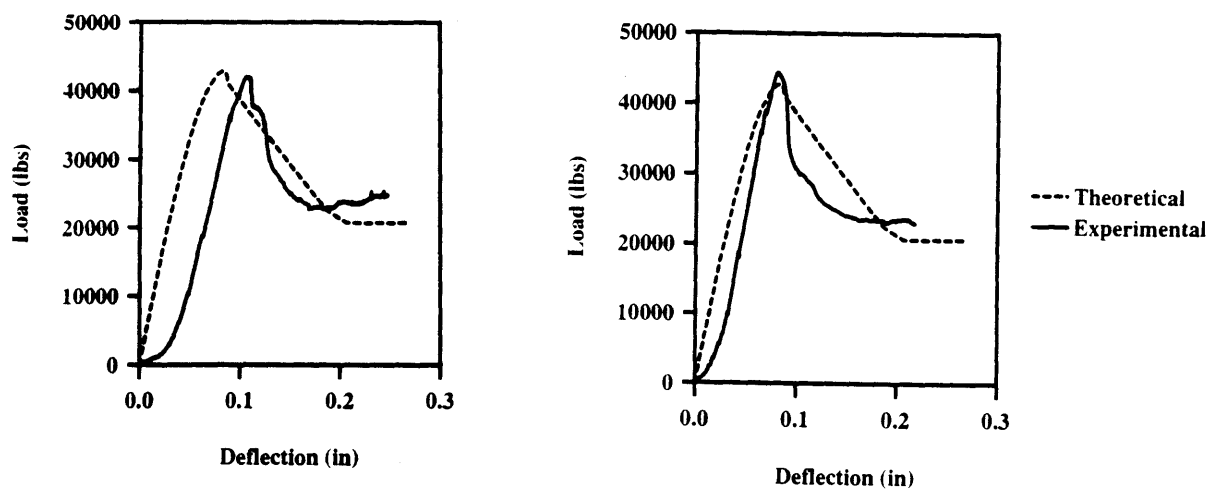 50000
40000
30000
20000
10000
0
Load (lbs)
0.0 0.1 0.2 0.3
Deflection (in)
50000
40000
30000
20000
10000
0
Load (lbs)
0.0 0.1 0.2 0.3
Deflection (in)
Theoretical
Experimental